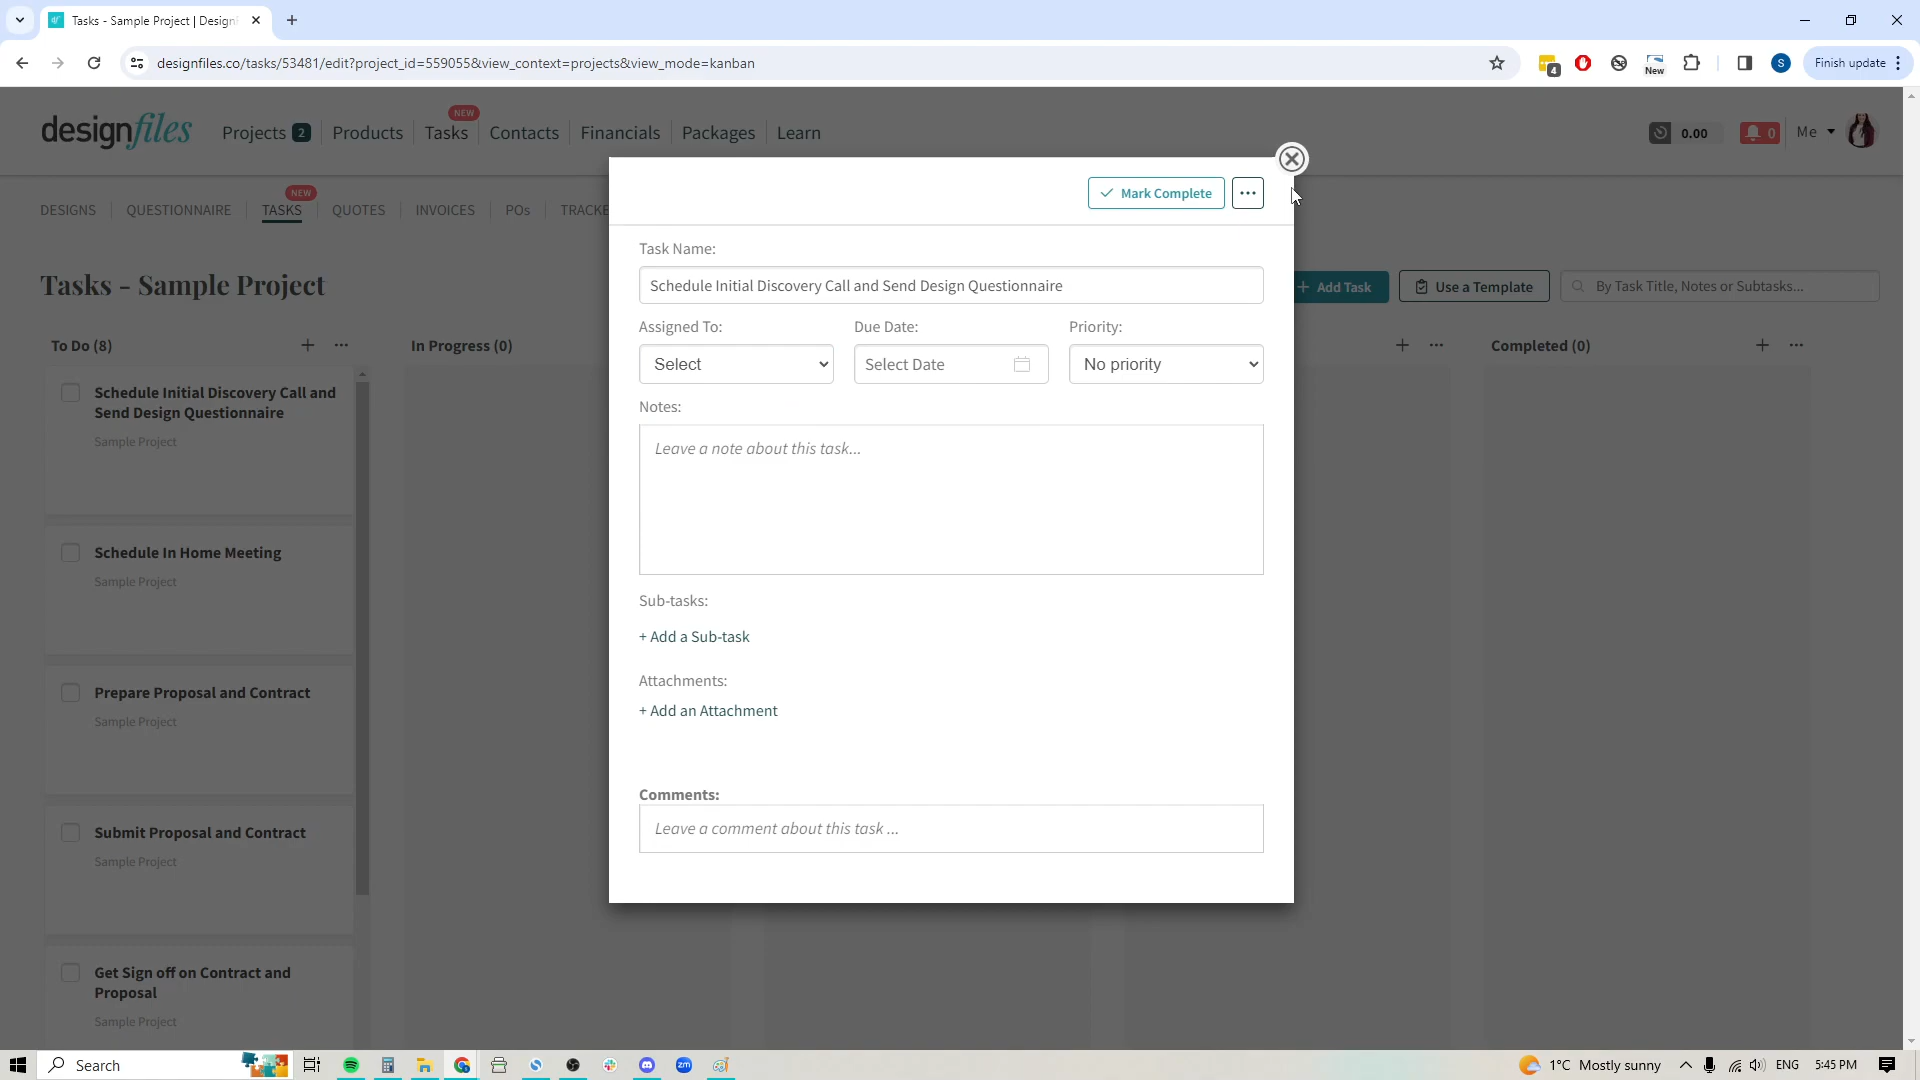 Tasks - Sample Project | Design
designfiles.co/tasks/53481/edit?project_id=559055&view_context=projects&view_mode=kanban
4
New
S
Finish update
designfiles
Projects 2
Products
Tasks
NEW
Contacts
Financials
Packages
Learn
0.00
0
Me
DESIGNS
QUESTIONNAIRE
TASKS
NEW
QUOTES
INVOICES
POs
TRACKE
Tasks - Sample Project
+ Add Task
Use a Template
By Task Title, Notes or Subtasks...
To Do (8)
In Progress (0)
Completed (0)
Schedule Initial Discovery Call and
Send Design Questionnaire
Sample Project
Schedule In Home Meeting
Sample Project
Prepare Proposal and Contract
Sample Project
Submit Proposal and Contract
Sample Project
Get Sign off on Contract and
Proposal
Sample Project
Mark Complete
Task Name:
Schedule Initial Discovery Call and Send Design Questionnaire
Assigned To:
Due Date:
Priority:
Select
Select Date
No priority
Notes:
Leave a note about this task...
Sub-tasks:
+ Add a Sub-task
Attachments:
+ Add an Attachment
Comments:
Leave a comment about this task ...
Search
zm
1°C Mostly sunny
ENG
5:45 PM